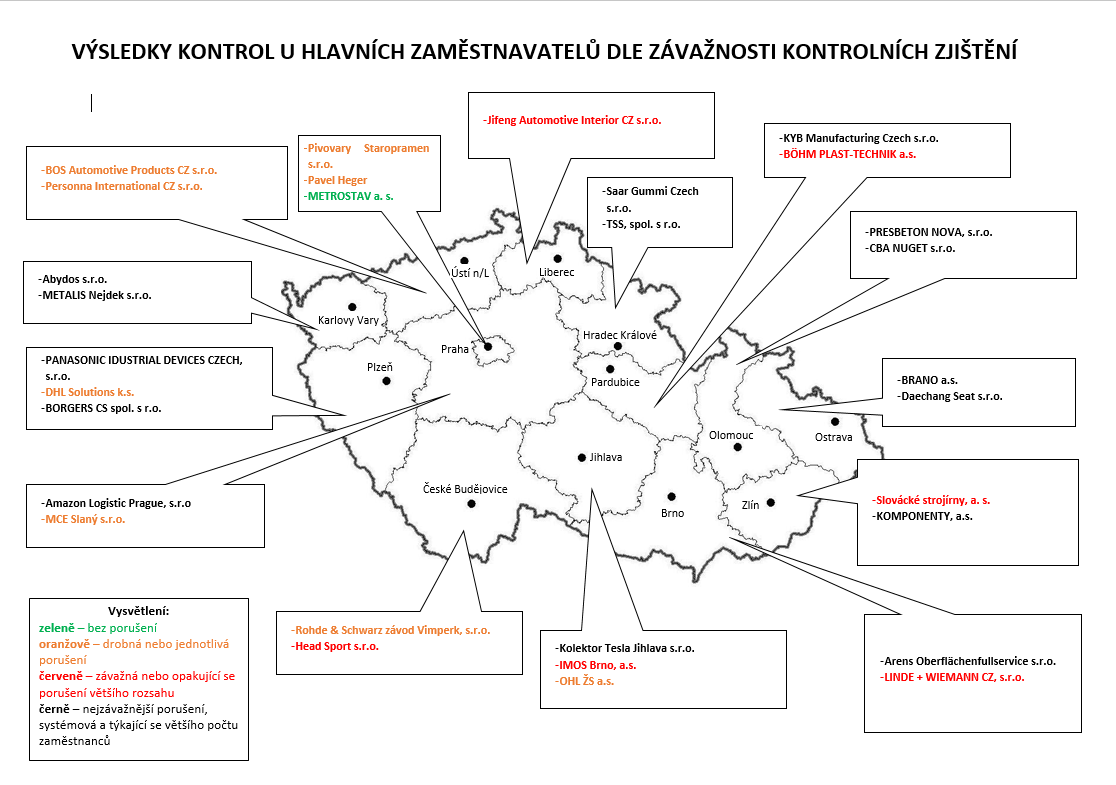 VÝSLEDKY KONTROL U HLAVNÍCH ZAMĚSTNAVATELŮ DLE ZÁVAŽNOSTI KONTROLNÍCH ZJIŠTĚNÍ
-Jifeng Automotive Interior CZ s.r.o.
-KYB Manufacturing Czech s.r.o.
-BÖHM PLAST-TECHNIK a.s.
-Pivovary Staropramen
s.r.o.
-Pavel Heger
-METROSTAV a. s.
-BOS Automotive Products CZ s.r.o.
-Personna International CZ s.r.o.
-Saar Gummi Czech
s.r.o.
-TSS, spol. s r.o.
-PRESBETON NOVA, s.r.o.
-CBA NUGET s.r.o.
-Abydos s.r.o.
-METALIS Nejdek s.r.o.
Ústí n/L
Liberec
Karlovy Vary
Hradec Králové
Praha
Plzeň
Pardubice
-PANASONIC IDUSTRIAL DEVICES CZECH,
s.r.o.
-DHL Solutions k.s.
-BORGERS CS spol. s r.o.
-BRANO a.s.
-Daechang Seat s.r.o.
Olomouc
Ostrava
Jihlava
České Budějovice
Brno
Zlín
-Amazon Logistic Prague, s.r.o
-MCE Slaný s.r.o.
-Slovácké strojírny, a. s.
-KOMPONENTY, a.s.
Vysvětlení:
zeleně – bez porušení
oranžově – drobná nebo jednotlivá
porušení
červeně – závažná nebo opakující se
porušení většího rozsahu
černě – nejzávažnější porušení,
systémová a týkající se většího počtu
zaměstnanců
-Rohde & Schwarz závod Vimperk, s.r.o.
-Head Sport s.r.o.
-Kolektor Tesla Jihlava s.r.o.
-IMOS Brno, a.s.
-OHL ŽS a.s.
-Arens Oberflächenfullservice s.r.o.
-LINDE + WIEMANN CZ, s.r.o.